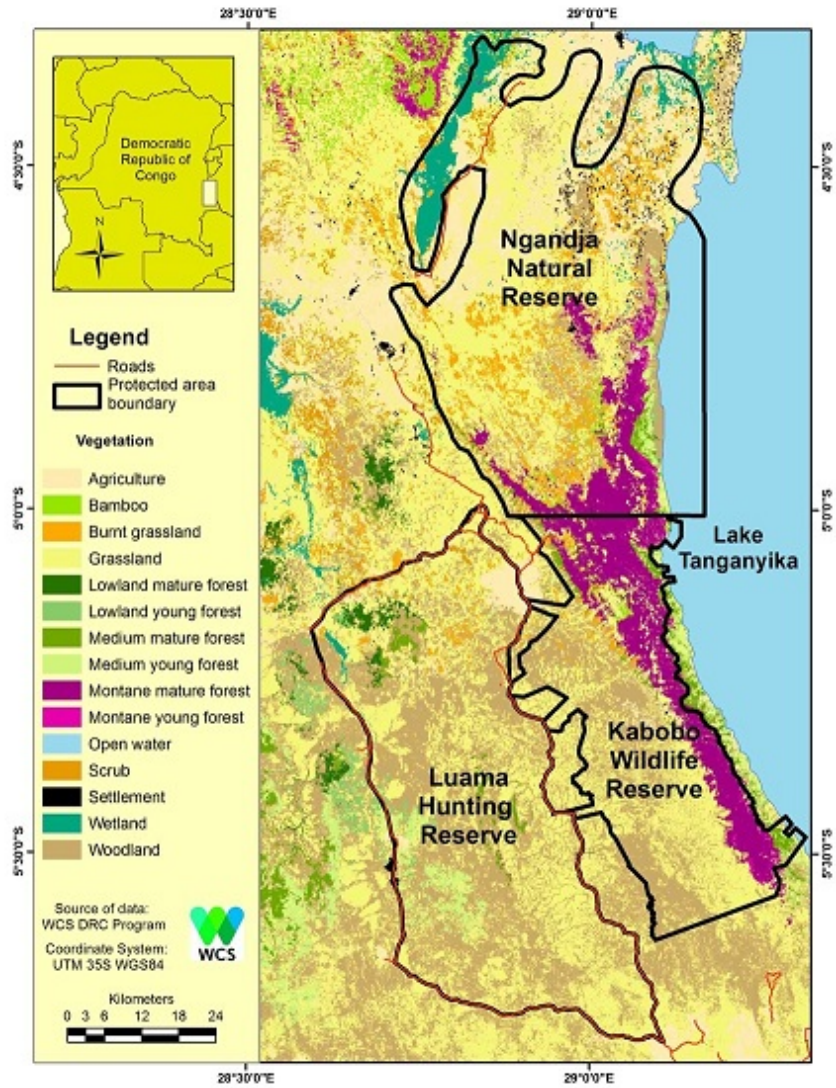 28°30'0"E
29°0'0"E
Democratic
Republic of
Congo
N
4°30'0"S
4°30'0"S
Ngandja
Natural
Reserve
Legend
Roads
Protected area
boundary
Vegetation
Agriculture
Bamboo
Burnt grassland
Grassland
Lowland mature forest
Lowland young forest
Medium mature forest
Medium young forest
Montane mature forest
Montane young forest
Open water
Scrub
Settlement
Wetland
Woodland
5°0'0"S
5°0'0"S
Lake
Tanganyika
Kabobo
Wildlife
Reserve
Luama
Hunting
Reserve
5°30'0"S
5°30'0"S
Source of data:
WCS DRC Program
WCS
Coordinate System:
UTM 35S WGS84
Kilometers
0 3 6 12 18 24
28°30'0"E
29°0'0"E